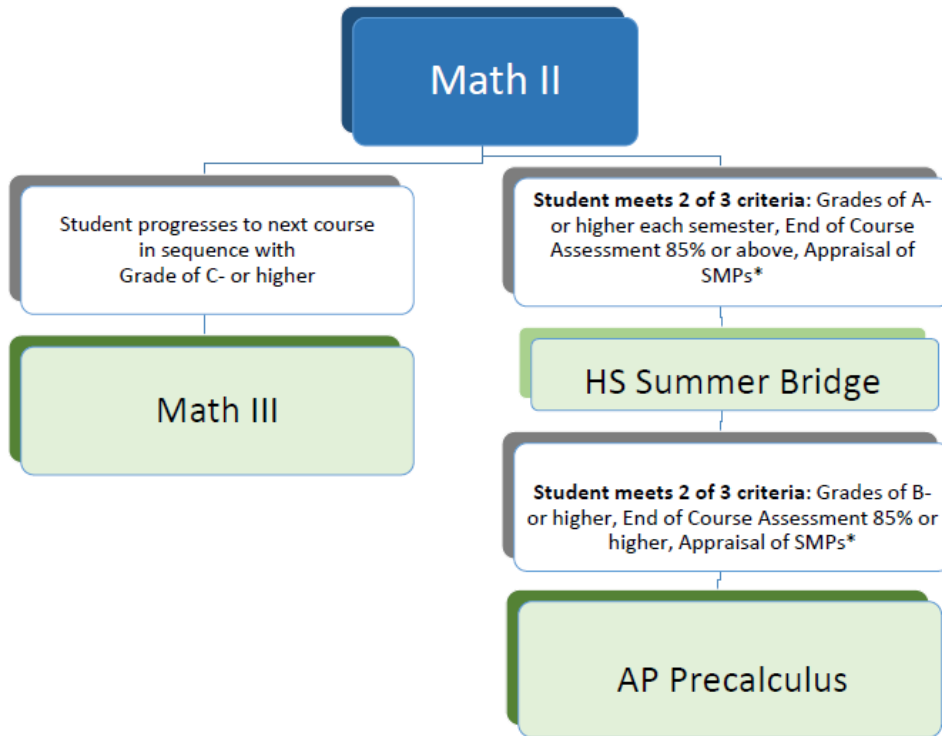 Math II
Student progresses to next course
in sequence with
Grade of C- or higher
Math III
Student meets 2 of 3 criteria: Grades of A-
or higher each semester, End of Course
Assessment 85% or above, Appraisal of
SMPs*
HS Summer Bridge
Student meets 2 of 3 criteria: Grades of B-
or higher, End of Course Assessment 85% or
higher, Appraisal of SMPs*
AP Precalculus